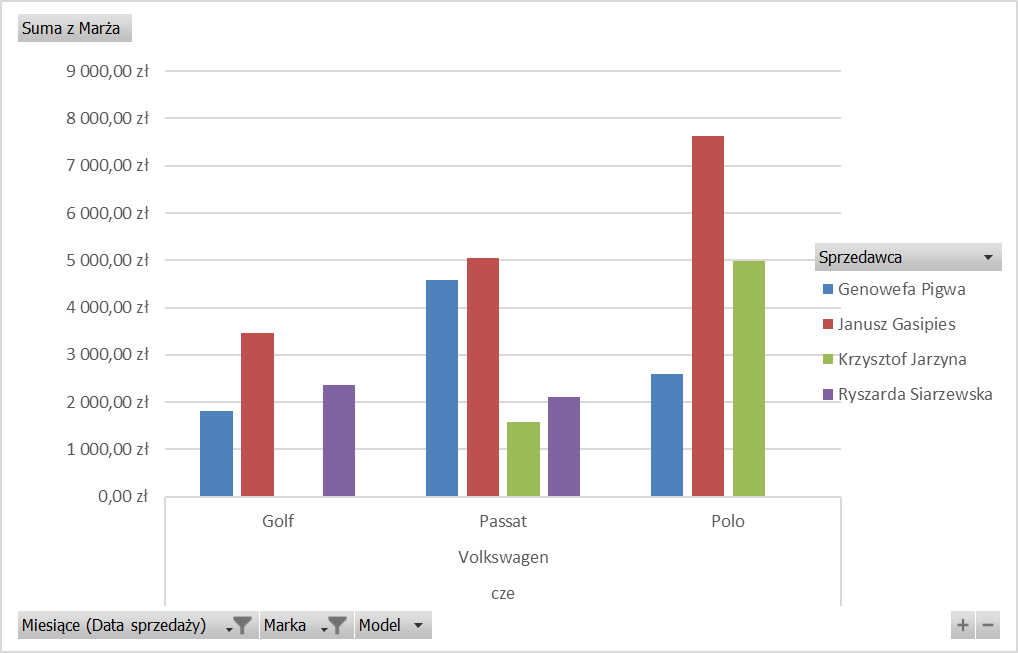 Suma z Marża
9 000,00 zł
8 000,00 zł
7 000,00 zł
6 000,00 zł
5 000,00 zł
4 000,00 zł
3 000,00 zł
2 000,00 zł
1 000,00 zł
0,00 zł
Golf Passat Polo
Volkswagen
cze
Sprzedawca
Genowefa Pigwa
Janusz Gasipies
Krzysztof Jarzyna
Ryszarda Siarzewska
Miesiące (Data sprzedaży) Marka Model